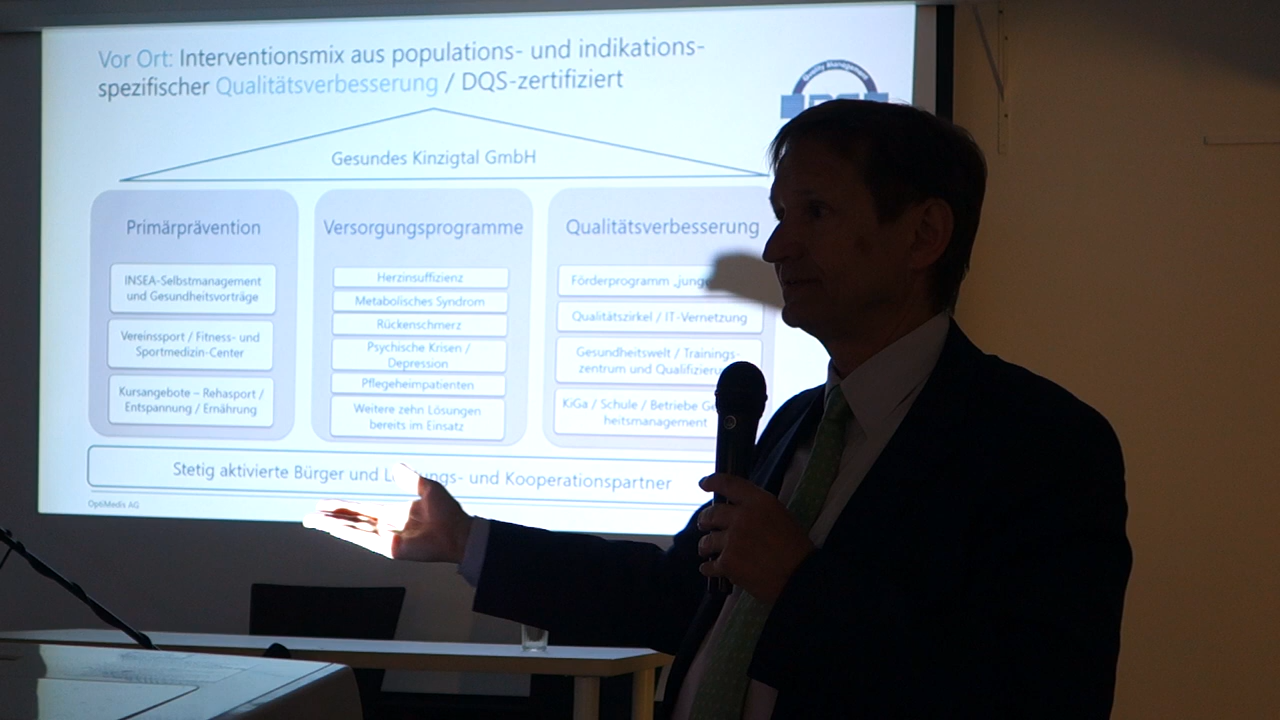 Vor Ort: Interventionsmix aus populations- und indikations-
spezifischer Qualitätsverbesserung / DQS-zertifiziert
Quality Management
Gesundes Kinzigtal GmbH
Primärprävention
INSEA-Selbstmanagement
und Gesundheitsvorträge
Vereinssport / Fitness- und
Sportmedizin-Center
Kursangebote – Rehasport /
Entspannung / Ernährung
Versorgungsprogramme
Herzinsuffizienz
Metabolisches Syndrom
Rückenschmerz
Psychische Krisen /
Depression
Pflegeheimpatienten
Weitere zehn Lösungen
bereits im Einsatz
Qualitätsverbesserung
Förderprogramm
Qualitätszirkel / IT-Vernetzung
Gesundheitswelt / Trainings-
zentrum und
KiGa / Schule / Betriebe
heitsmanagement
Stetig aktivierte Bürger und - und Kooperationspartner
OptiMedis AG